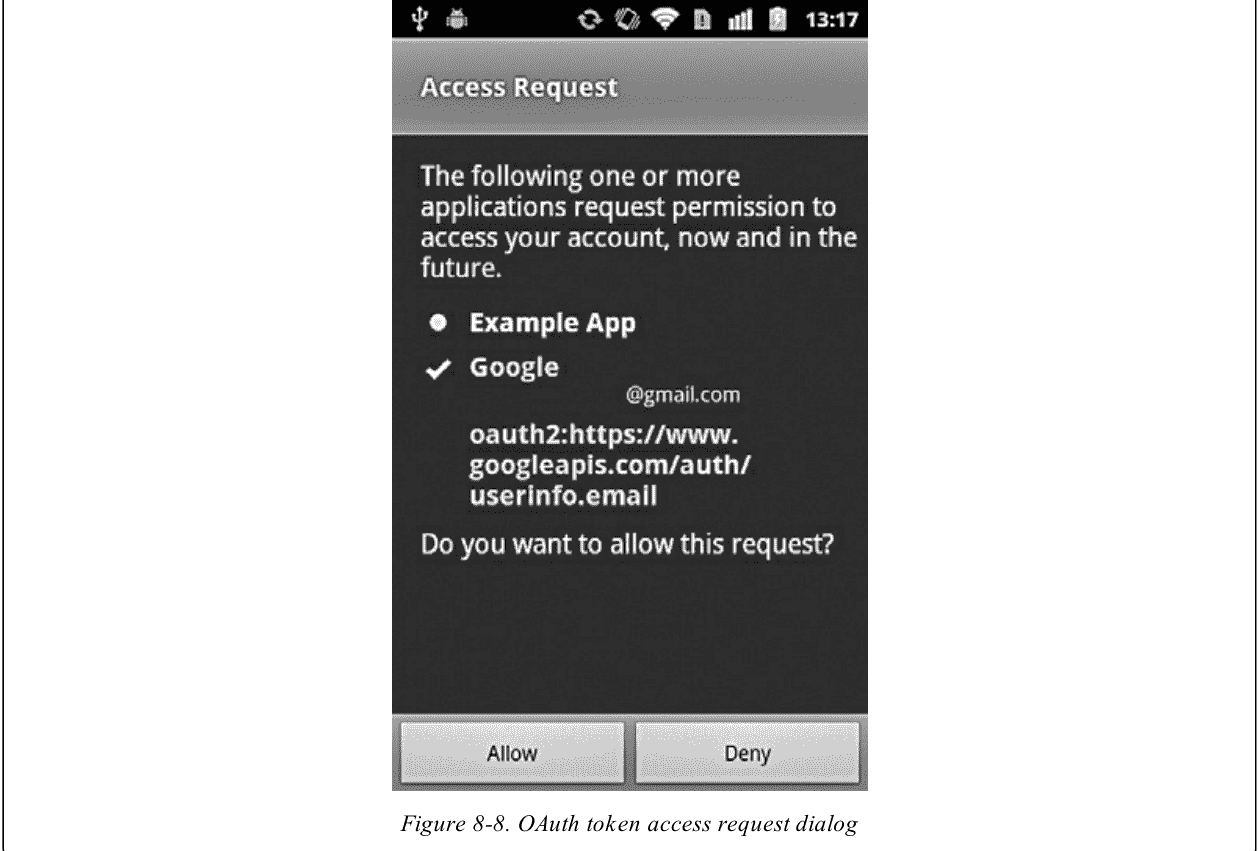 13:17
Access Request
The following one or more
applications request permission to
access your account, now and in the
future.
Example App
Google
@gmail.com
oauth2:https://www.
googleapis.com/auth/
userinfo.email
Do you want to allow this request?
Allow Deny
Figure 8-8. OAuth token access request dialog